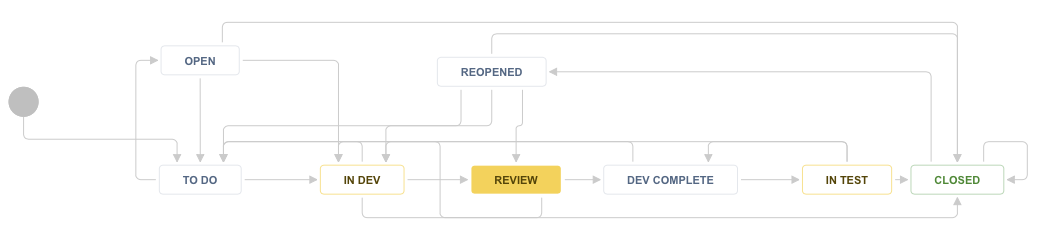 OPEN
REOPENED
TO DO
IN DEV
REVIEW
DEV COMPLETE
IN TEST
CLOSED